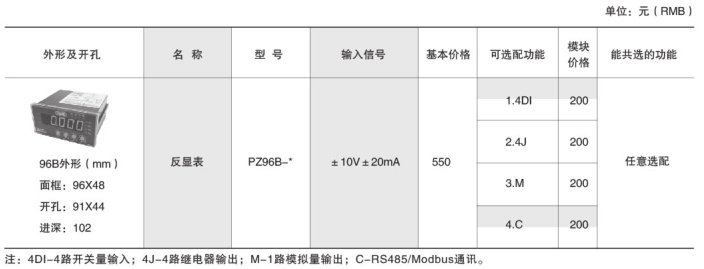 单位：元（RMB）
外形及开孔 名 称 型 号 输入信号 基本价格 可选配功能 模块价格 能共选的功能
0.000
96B外形（mm）
面框：96X48
开孔：91X44
进深：102
反显表 PZ96B-* ±10V±20mA 550
1.4DI 200
2.4J 200
3.M 200
4.C 200
任意选配
注：4DI-4路开关量输入；4J-4路继电器输出；M-1路模拟量输出；C-RS485/Modbus通讯。